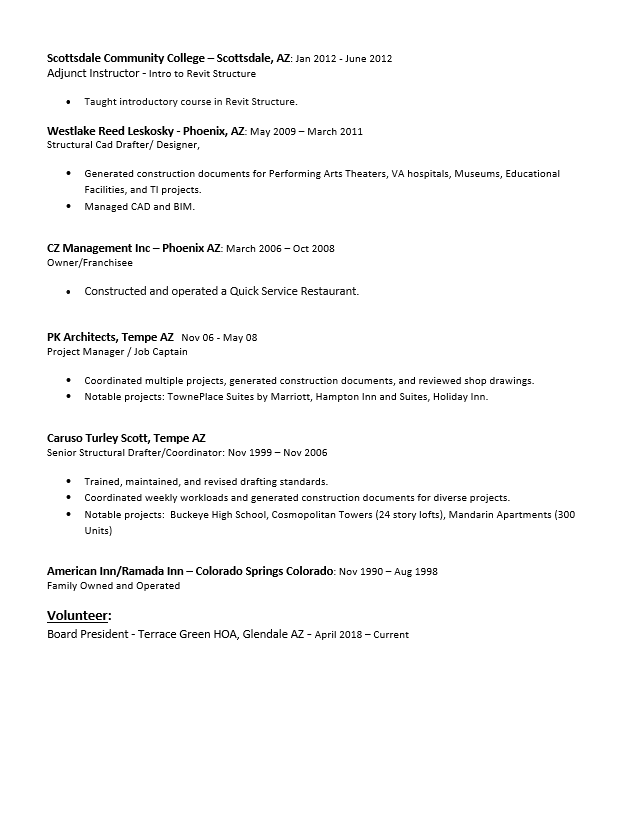 Scottsdale Community College – Scottsdale, AZ: Jan 2012 - June 2012
Adjunct Instructor - Intro to Revit Structure
• Taught introductory course in Revit Structure.
Westlake Reed Leskosky - Phoenix, AZ: May 2009 – March 2011
Structural Cad Drafter/ Designer,
• Generated construction documents for Performing Arts Theaters, VA hospitals, Museums, Educational
Facilities, and TI projects.
• Managed CAD and BIM.
CZ Management Inc – Phoenix AZ: March 2006 – Oct 2008
Owner/Franchisee
• Constructed and operated a Quick Service Restaurant.
PK Architects, Tempe AZ  Nov 06 - May 08
Project Manager / Job Captain
• Coordinated multiple projects, generated construction documents, and reviewed shop drawings.
• Notable projects: TownePlace Suites by Marriott, Hampton Inn and Suites, Holiday Inn.
Caruso Turley Scott, Tempe AZ
Senior Structural Drafter/Coordinator: Nov 1999 – Nov 2006
• Trained, maintained, and revised drafting standards.
• Coordinated weekly workloads and generated construction documents for diverse projects.
• Notable projects:  Buckeye High School, Cosmopolitan Towers (24 story lofts), Mandarin Apartments (300
Units)
American Inn/Ramada Inn – Colorado Springs Colorado: Nov 1990 – Aug 1998
Family Owned and Operated
Volunteer:
Board President - Terrace Green HOA, Glendale AZ - April 2018 – Current